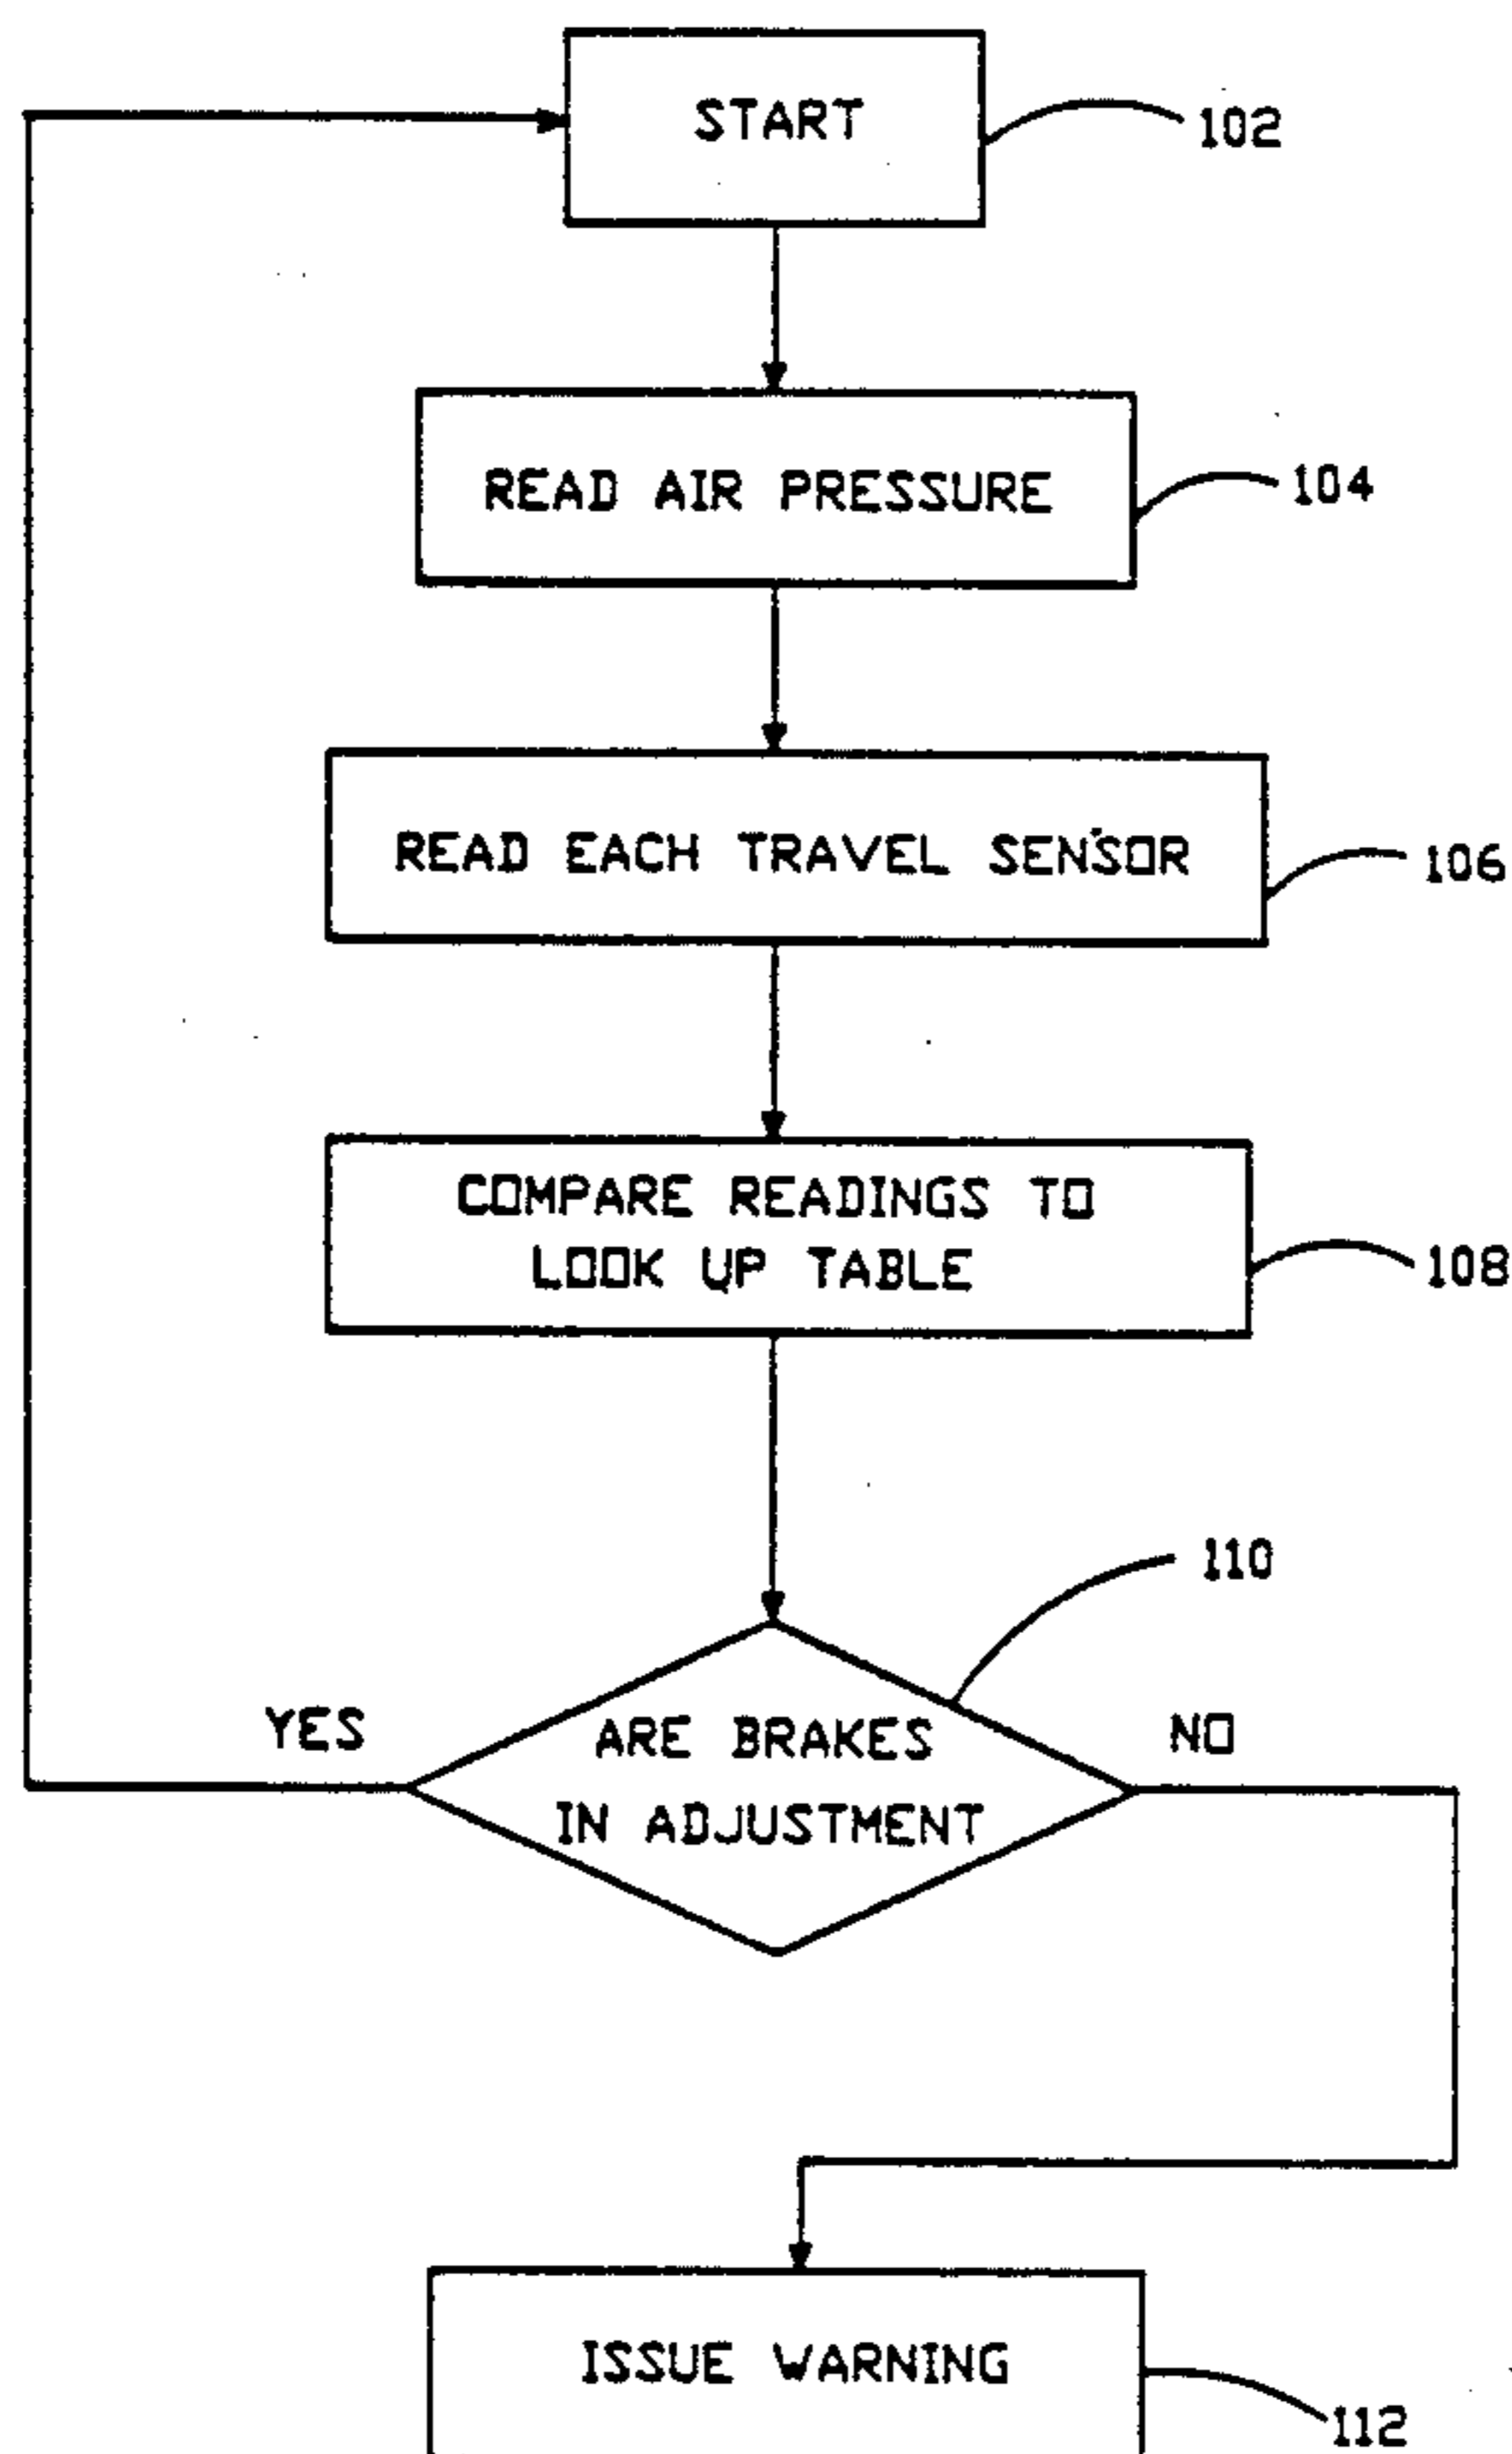 START
102
READ AIR PRESSURE
104
READ EACH TRAVEL SENSOR
106
COMPARE READINGS TO
LOOK UP TABLE
108
110
YES
ARE BRAKES
IN ADJUSTMENT
NO
ISSUE WARNING
112